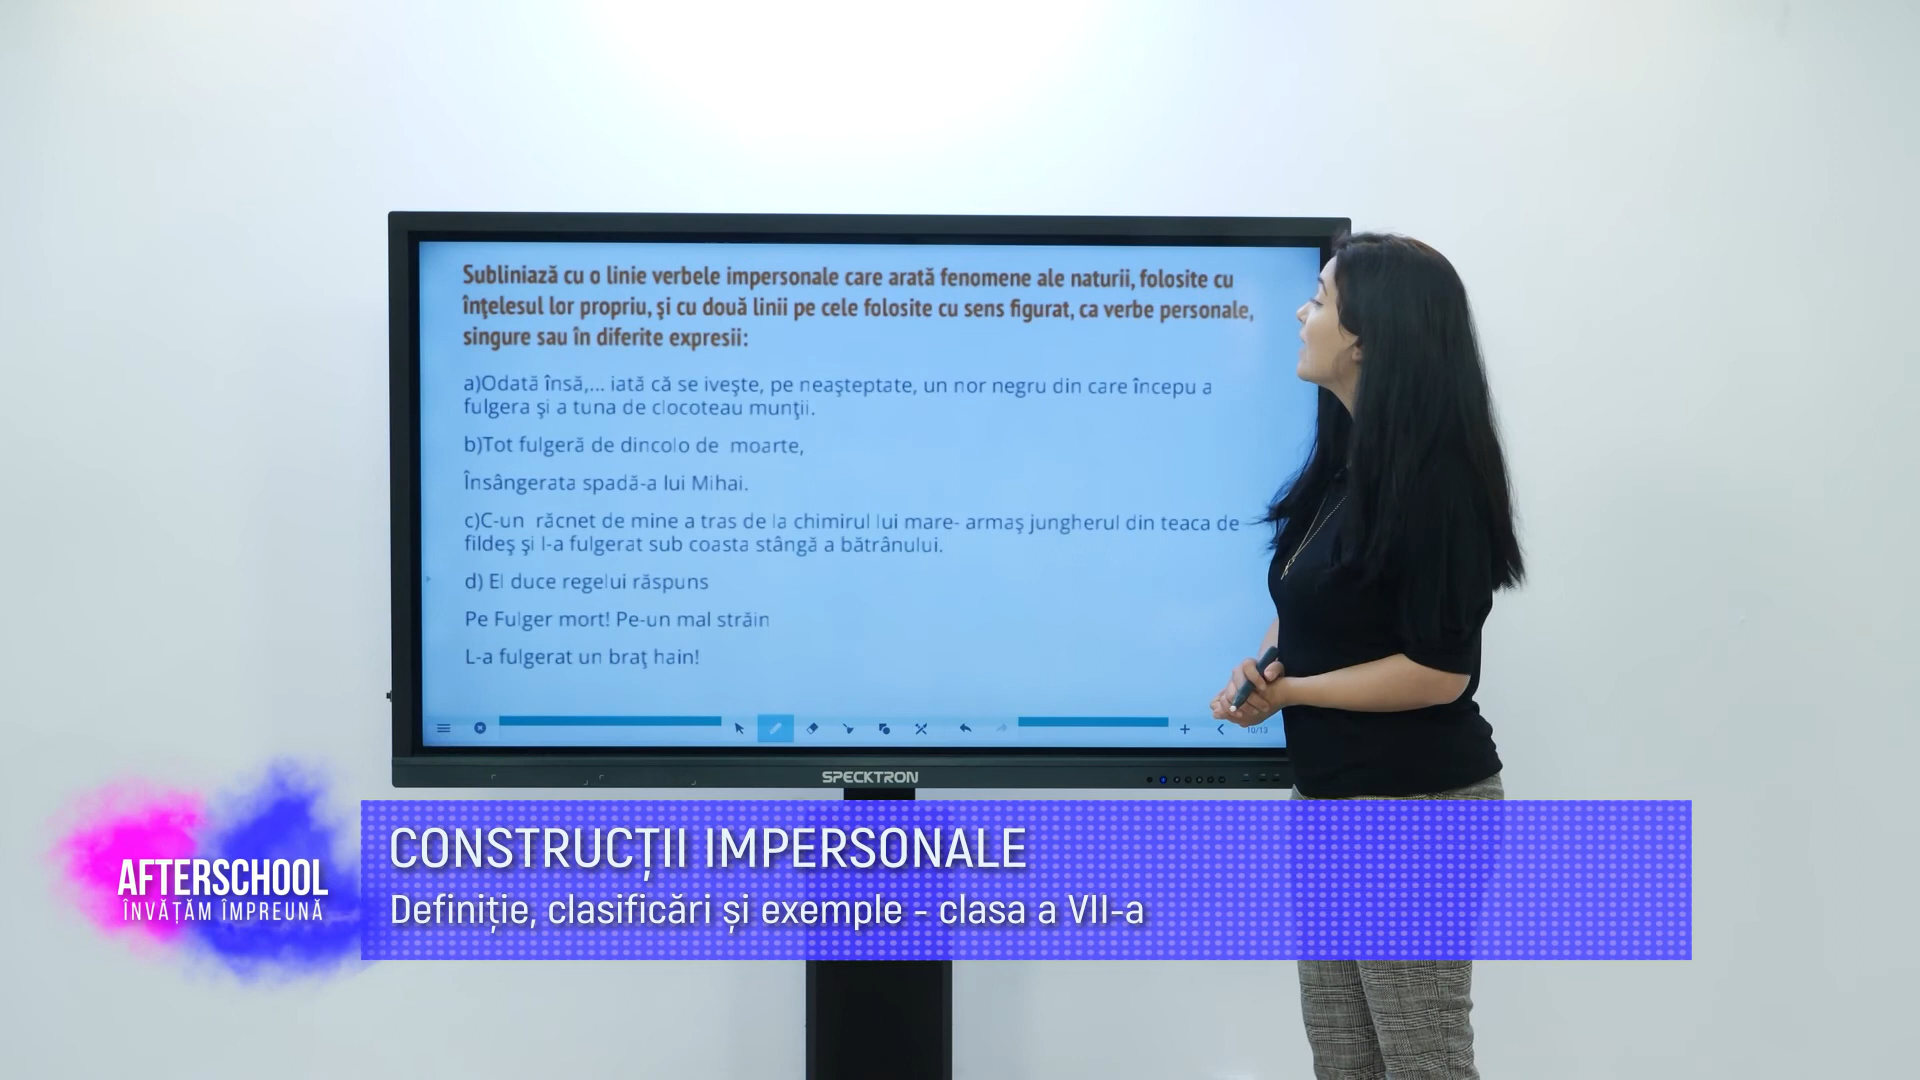 Subliniază cu o linie verbele impersonale care arată fenomene ale naturii, folosite cu
înţelesul lor propriu, şi cu două linii pe cele folosite cu sens figurat, ca verbe personale,
singure sau în diferite expresii:
a)Odată însă,... iată că se iveşte, pe neaşteptate, un nor negru din care începu a
fulgera şi a tuna de clocoteau munţii.
b)Tot fulgeră de dincolo de moarte,
Însângerata spadă-a lui Mihai.
c)C-un răcnet de mine a tras de la chimirul lui mare- armaş jungherul din teaca de
fildeş şi l-a fulgerat sub coasta stângă a bătrânului.
d) El duce regelui răspuns
Pe Fulger mort! Pe-un mal străin
L-a fulgerat un braţ hain!
10/13
SPECKTRON
CONSTRUCȚII IMPERSONALE
Definiție, clasificări și exemple - clasa a VII-a
AFTERSCHOOL
ÎNVĂȚĂM ÎMPREUNĂ